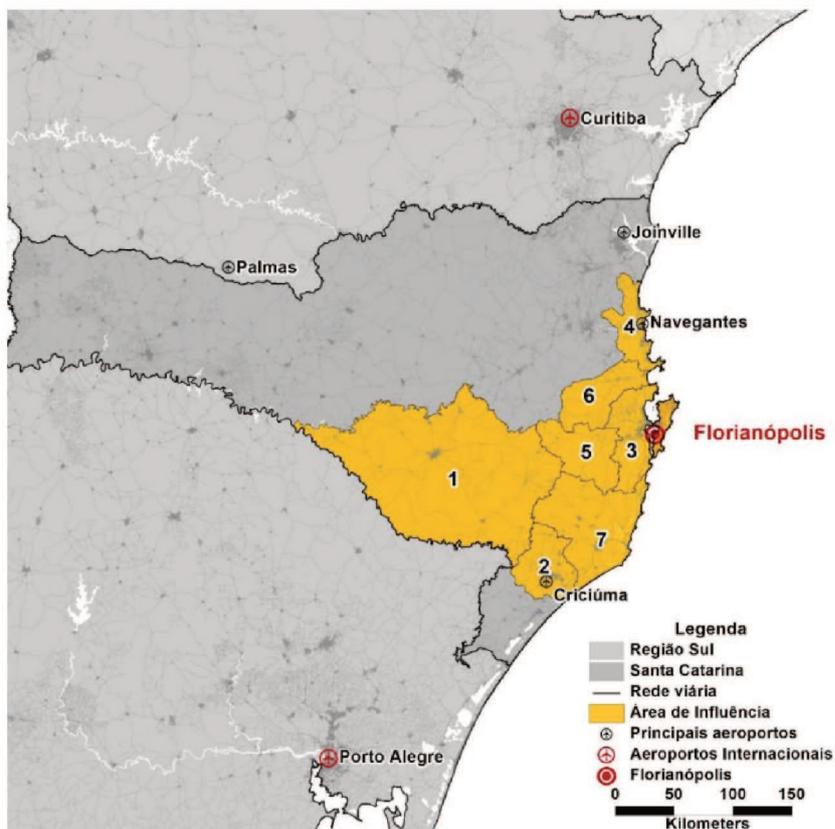 Curitiba
Joinville
Palmas
4
Navegantes
6
Florianópolis
5
3
1
7
2
Criciúma
Porto Alegre
Legenda
Região Sul
Santa Catarina
Rede viária
Área de Influência
Principais aeroportos
Aeroportos Internacionais
Florianópolis
0 50 100 150
Kilometers